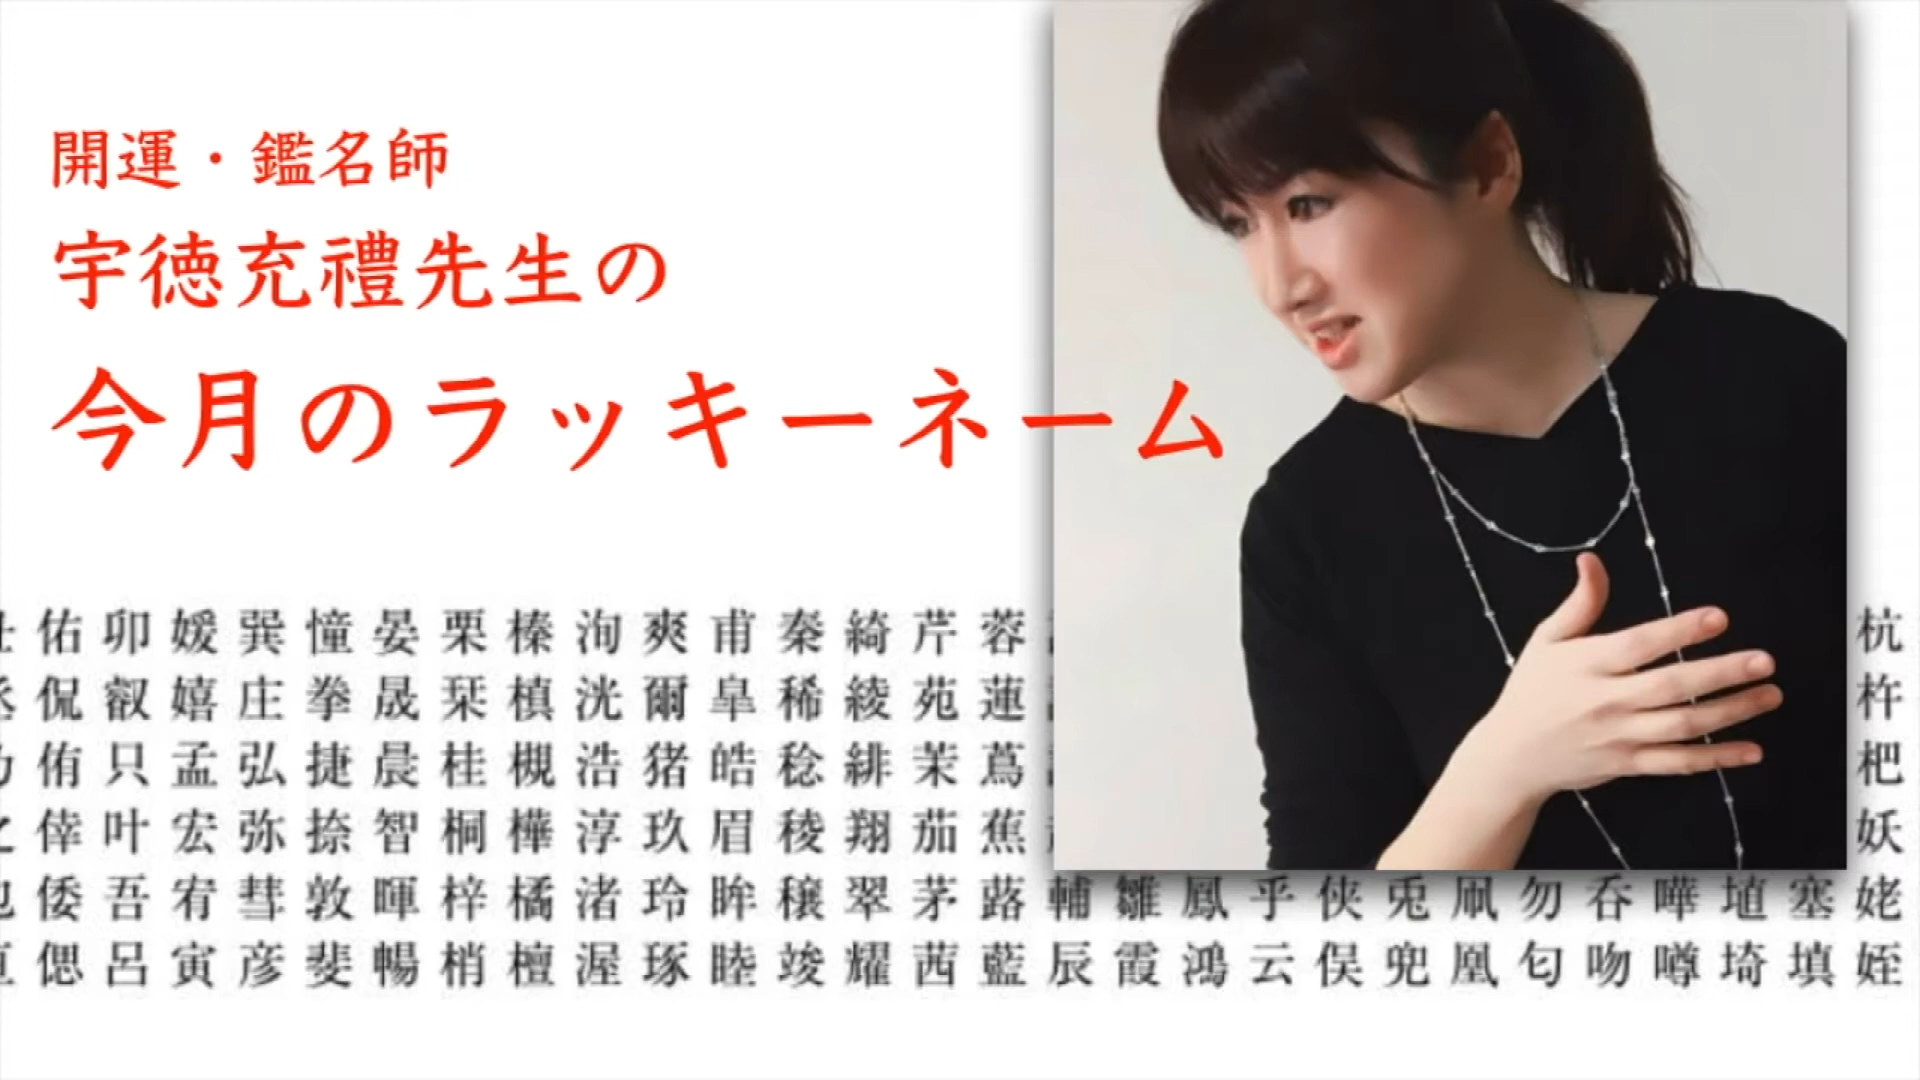 開運・鑑名師
宇徳充禮先生の
今月のラッキーネーム
佑 卯 媛 巽 憧 晏 栗 榛 洵 爽 甫 秦 綺 芹 蓉 杭
侃 叡 嬉 庄 拳 晟 栞 槙 洸 爾 皐 稀 綾 苑 蓮 杵
侑 只 孟 弘 捷 晨 桂 槻 浩 猪 皓 稔 緋 茉 蔦 杷
倖 叶 宏 弥 捺 智 桐 樺 淳 玖 眉 稜 翔 茄 蕉 妖
倭 吾 宥 彗 敦 暉 梓 橘 渚 玲 眸 穣 翠 茅 蕗 輔 雛 鳳 乎 侠 兎 凧 勿 呑 嘩 埴 塞 姥
偲 呂 寅 彦 斐 暢 梢 檀 渥 琢 睦 竣 耀 茜 藍 辰 霞 鴻 云 俣 兜 凰 匂 吻 噂 埼 填 姪